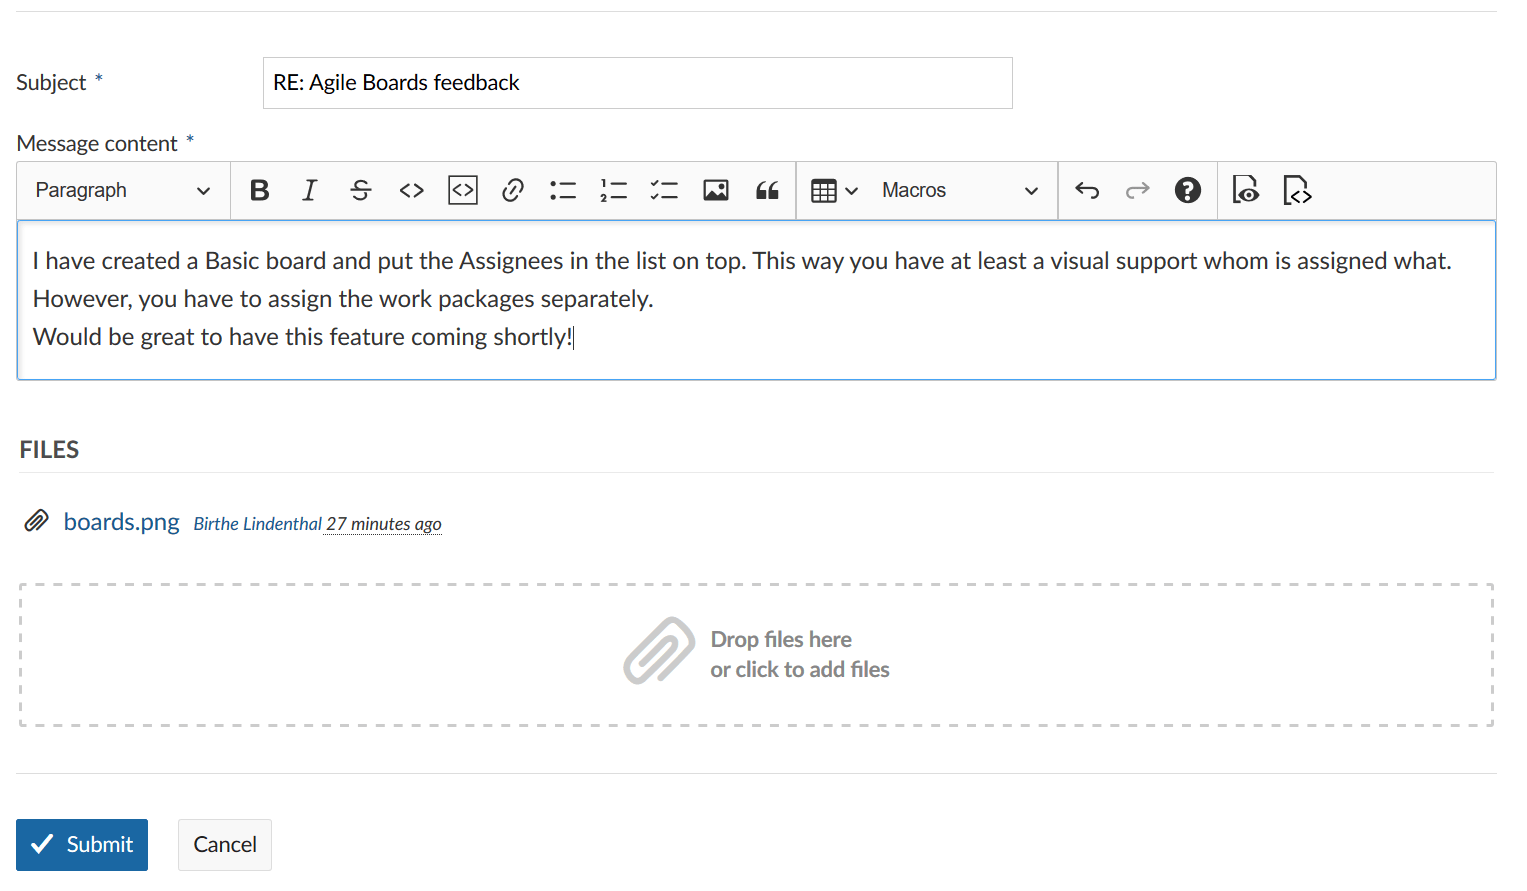 Subject *
RE: Agile Boards feedback
Message content *
Paragraph
Macros
I have created a Basic board and put the Assignees in the list on top. This way you have at least a visual support whom is assigned what.
However, you have to assign the work packages separately.
Would be great to have this feature coming shortly!
FILES
boards.png Birthe Lindenthal 27 minutes ago
Drop files here
or click to add files
Submit Cancel